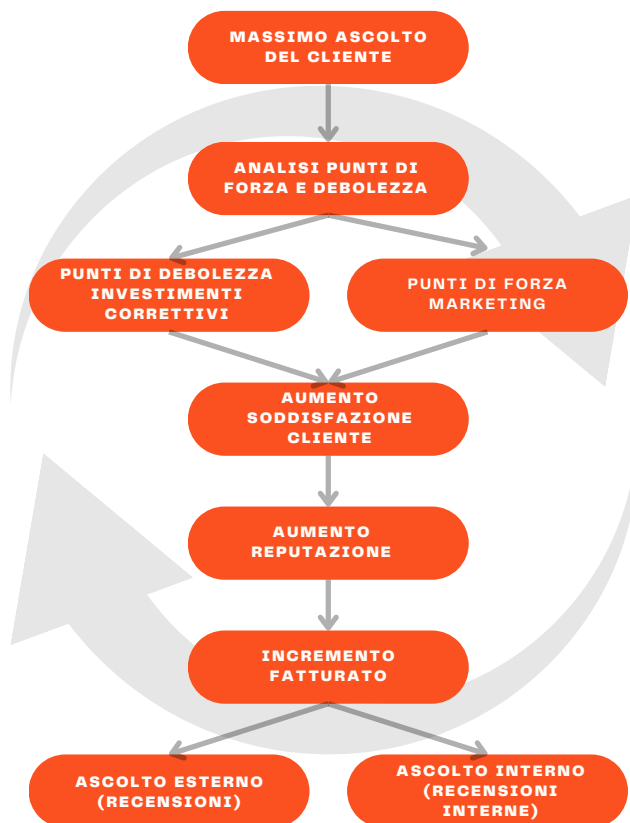 MASSIMO ASCOLTO
DEL CLIENTE
ANALISI PUNTI DI
FORZA E DEBOLEZZA
PUNTI DI DEBOLEZZA
INVESTIMENTI
CORRETTIVI
PUNTI DI FORZA
MARKETING
AUMENTO
SODDISFAZIONE
CLIENTE
AUMENTO
REPUTAZIONE
INCREMENTO
FATTURATO
ASCOLTO ESTERNO
(RECENSIONI)
ASCOLTO INTERNO
(RECENSIONI
INTERNE)